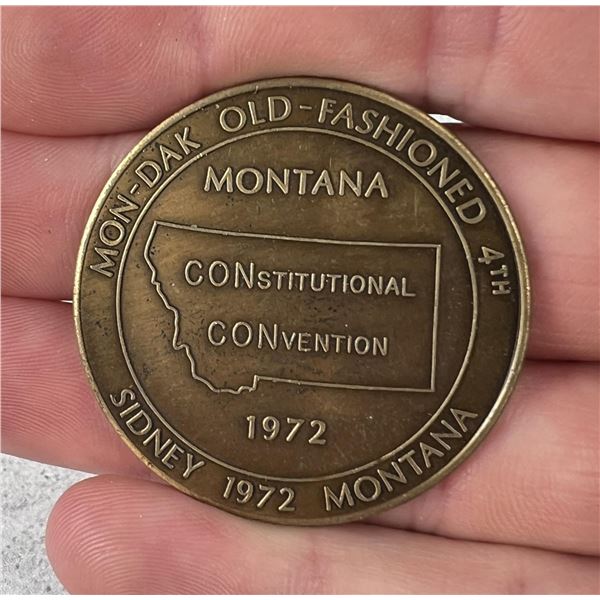 MON-DAK OLD-FASHIONED 4TH
MONTANA
CONSTITUTIONAL
CONVENTION
1972
SIDNEY 1972 MONTANA